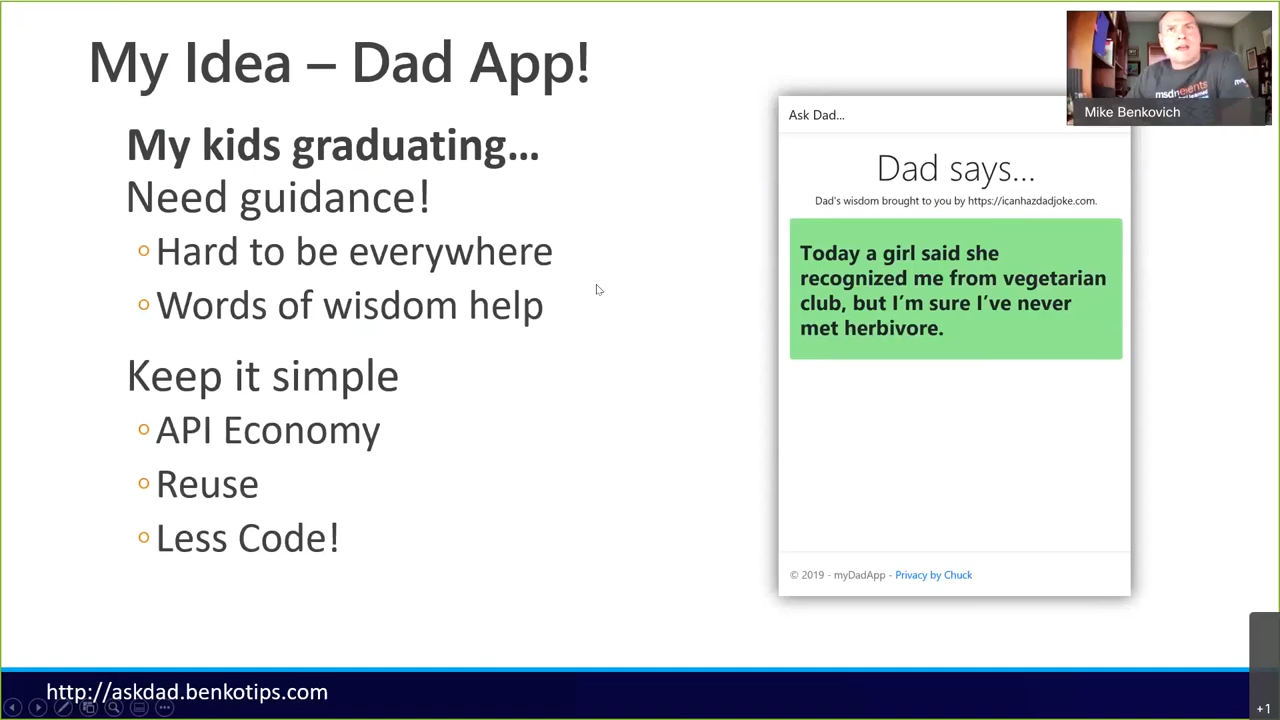 My Idea – Dad App!
My kids graduating...
Need guidance!
Hard to be everywhere
Words of wisdom help
Keep it simple
API Economy
Reuse
Less Code!
http://askdad.benkotips.com
Ask Dad...
Dad says...
Dad's wisdom brought to you by https://icanhazdadjoke.com.
Today a girl said she
recognized me from vegetarian
club, but I’m sure I’ve never
met herbivore.
© 2019 - myDadApp - Privacy by Chuck
Mike Benkovich
+1